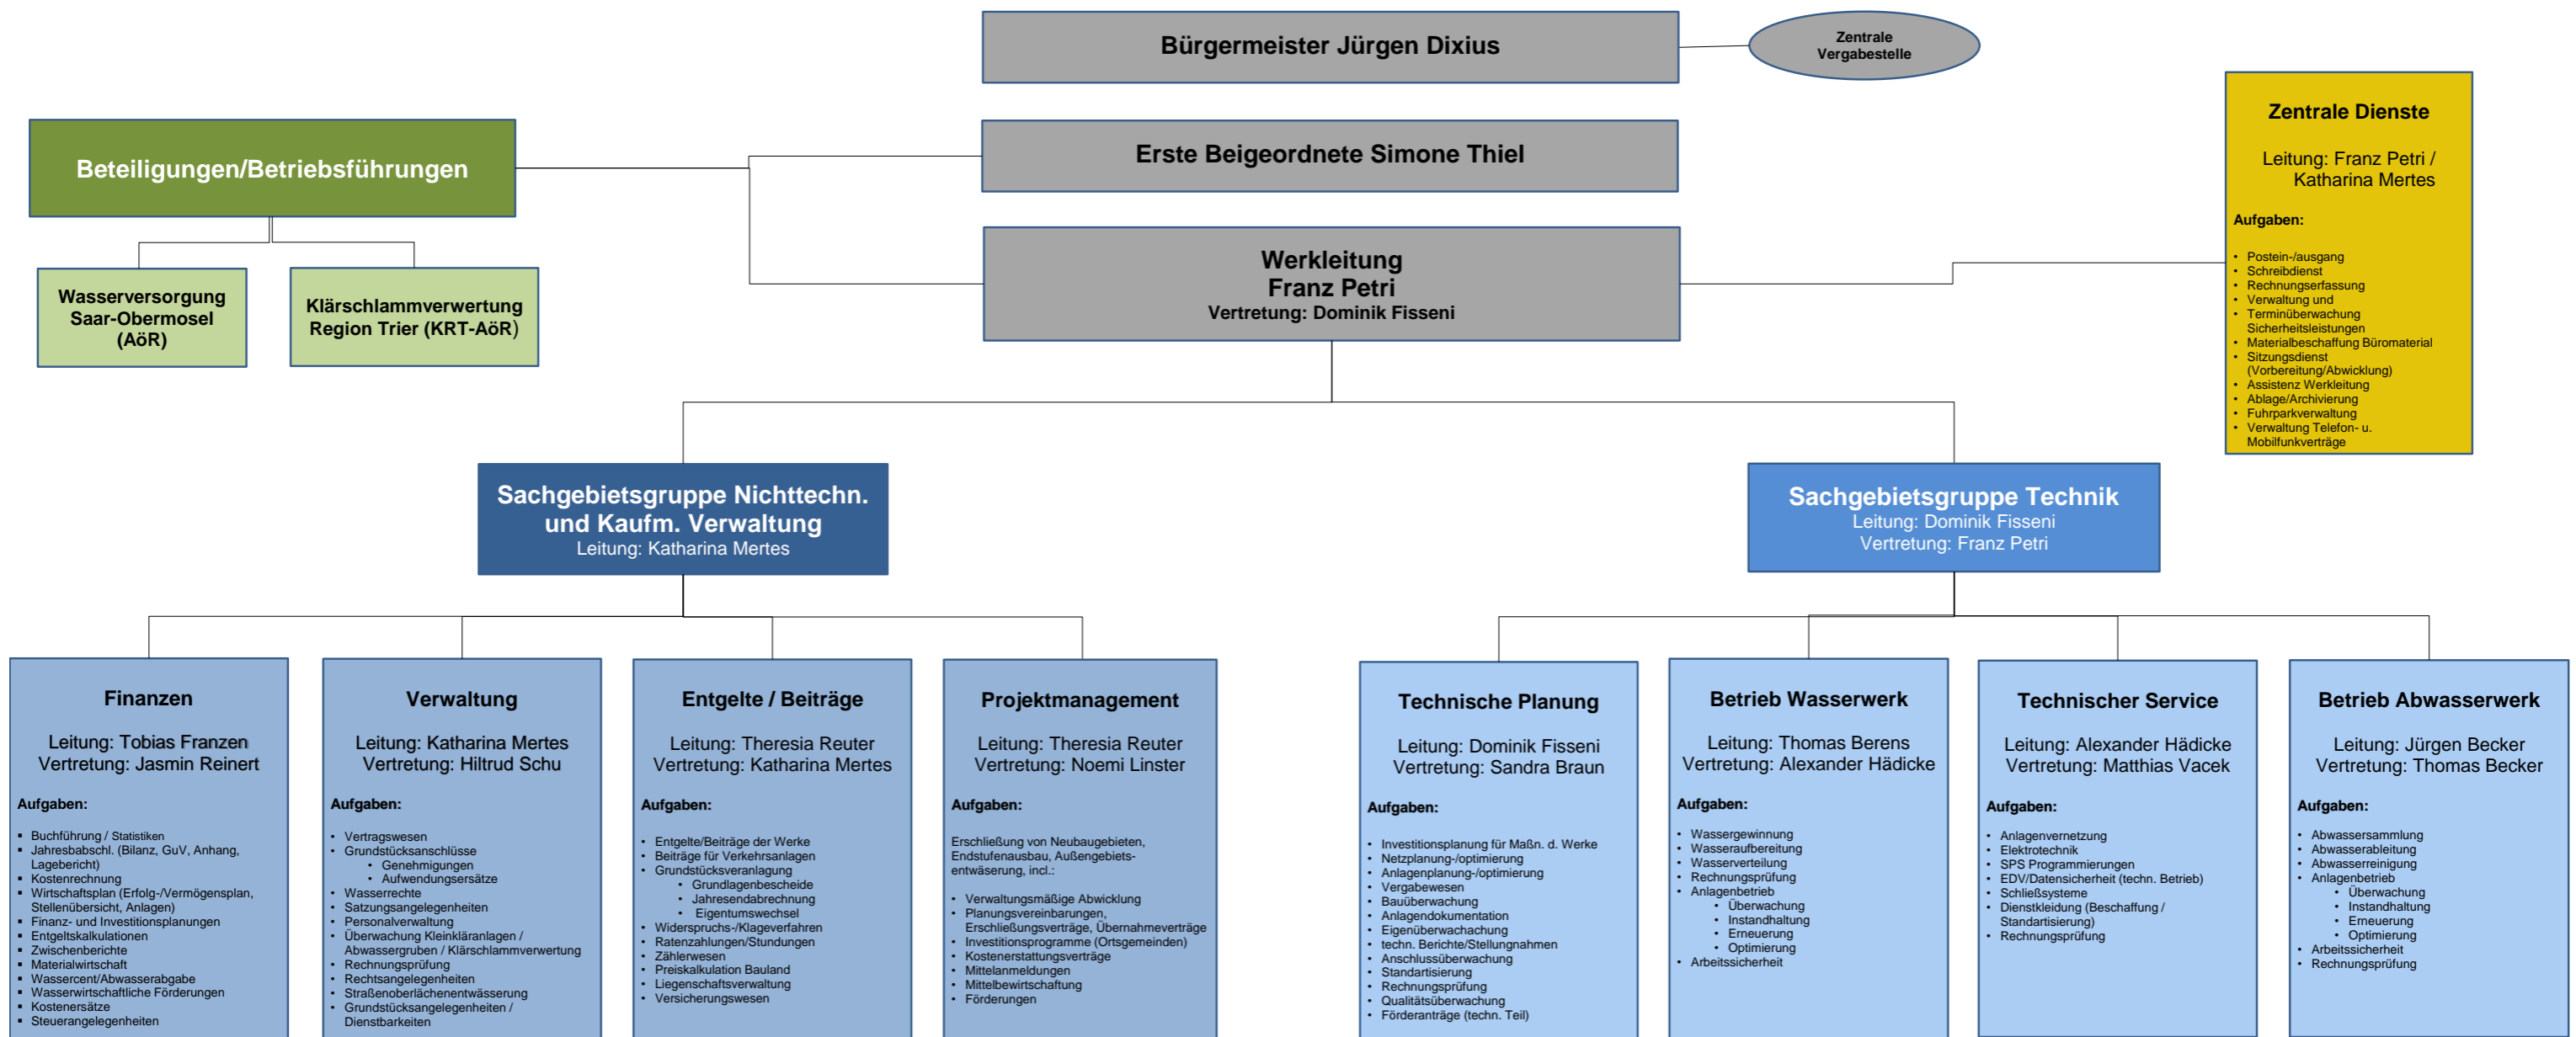 Bürgermeister Jürgen Dixius
Zentrale
Vergabestelle
Beteiligungen/Betriebsführungen
Erste Beigeordnete Simone Thiel
Werkleitung
Franz Petri
Vertretung: Dominik Fisseni
Wasserversorgung
Saar-Obermosel
(AöR)
Klärschlammverwertung
Region Trier (KRT-AöR)
Zentrale Dienste
Leitung: Franz Petri /
Katharina Mertes
Aufgaben:
• Postein-/ausgang
• Schreibdienst
• Rechnungserfassung
• Verwaltung und
• Terminüberwachung
Sicherheitsleistungen
• Materialbeschaffung Büromaterial
• Sitzungsdienst
(Vorbereitung/Abwicklung)
• Assistenz Werkleitung
• Ablage/Archivierung
• Fuhrparkverwaltung
• Verwaltung Telefon- u.
Mobilfunkverträge
Sachgebietsgruppe Nichttechn.
und Kaufm. Verwaltung
Leitung: Katharina Mertes
Sachgebietsgruppe Technik
Leitung: Dominik Fisseni
Vertretung: Franz Petri
Finanzen
Leitung: Tobias Franzen
Vertretung: Jasmin Reinert
Aufgaben:
▪ Buchführung / Statistiken
▪ Jahresbabschl. (Bilanz, GuV, Anhang,
Lagebericht)
▪ Kostenrechnung
▪ Wirtschaftsplan (Erfolg-/Vermögensplan,
Stellenübersicht, Anlagen)
▪ Finanz- und Investitionsplanungen
▪ Entgeltskalkulationen
▪ Zwischenberichte
▪ Materialwirtschaft
▪ Wassercent/Abwasserabgabe
▪ Wasserwirtschaftliche Förderungen
▪ Kostenersätze
▪ Steuerangelegenheiten
Verwaltung
Leitung: Katharina Mertes
Vertretung: Hiltrud Schu
Aufgaben:
• Vertragswesen
• Grundstücksanschlüsse
• Genehmigungen
• Aufwendungsersätze
• Wasserrechte
• Satzungsangelegenheiten
• Personalverwaltung
• Überwachung Kleinkläranlagen /
Abwassergruben / Klärschlammverwertung
• Rechnungsprüfung
• Rechtsangelegenheiten
• Straßenoberlächenentwässerung
• Grundstücksangelegenheiten /
Dienstbarkeiten
Entgelte / Beiträge
Leitung: Theresia Reuter
Vertretung: Katharina Mertes
Aufgaben:
• Entgelte/Beiträge der Werke
• Beiträge für Verkehrsanlagen
• Grundstücksveranlagung
• Grundlagenbescheide
• Jahresendabrechnung
• Eigentumswechsel
• Widerspruchs-/Klageverfahren
• Ratenzahlungen/Stundungen
• Zählerwesen
• Preiskalkulation Bauland
• Liegenschaftsverwaltung
• Versicherungswesen
Projektmanagement
Leitung: Theresia Reuter
Vertretung: Noemi Linster
Aufgaben:
Erschließung von Neubaugebieten,
Endstufenausbau, Außengebiets-
entwäserung, incl.:
• Verwaltungsmäßige Abwicklung
• Planungsvereinbarungen,
Erschließungsverträge, Übernahmeverträge
• Investitionsprogramme (Ortsgemeinden)
• Kostenerstattungsverträge
• Mittelanmeldungen
• Mittelbewirtschaftung
• Förderungen
Technische Planung
Leitung: Dominik Fisseni
Vertretung: Sandra Braun
Aufgaben:
• Investitionsplanung für Maßn. d. Werke
• Netzplanung-/optimierung
• Anlagenplanung-/optimierung
• Vergabewesen
• Bauüberwachung
• Anlagendokumentation
• Eigenüberwachachung
• techn. Berichte/Stellungnahmen
• Anschlussüberwachung
• Standartisierung
• Rechnungsprüfung
• Qualitätsüberwachung
• Förderanträge (techn. Teil)
Betrieb Wasserwerk
Leitung: Thomas Berens
Vertretung: Alexander Hädicke
Aufgaben:
• Wassergewinnung
• Wasseraufbereitung
• Wasserverteilung
• Rechnungsprüfung
• Anlagenbetrieb
• Überwachung
• Instandhaltung
• Erneuerung
• Optimierung
• Arbeitssicherheit
Technischer Service
Leitung: Alexander Hädicke
Vertretung: Matthias Vacek
Aufgaben:
• Anlagenvernetzung
• Elektrotechnik
• SPS Programmierungen
• EDV/Datensicherheit (techn. Betrieb)
• Schließsysteme
• Dienstkleidung (Beschaffung /
Standartisierung)
• Rechnungsprüfung
Betrieb Abwasserwerk
Leitung: Jürgen Becker
Vertretung: Thomas Becker
Aufgaben:
• Abwassersammlung
• Abwasserableitung
• Abwasserreinigung
• Anlagenbetrieb
• Überwachung
• Instandhaltung
• Erneuerung
• Optimierung
• Arbeitssicherheit
• Rechnungsprüfung